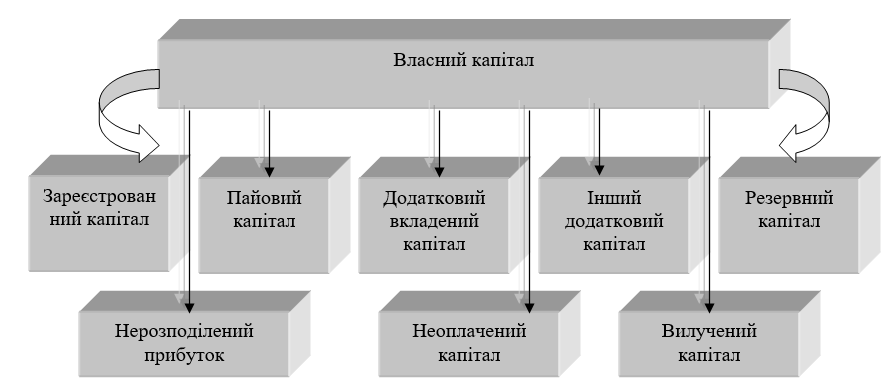 Власний капітал
Зареєстрован
ний капітал
Пайовий
капітал
Додатковий
вкладений
капітал
Інший
додатковий
капітал
Резервний
капітал
Нерозподілений
прибуток
Неоплачений
капітал
Вилучений
капітал